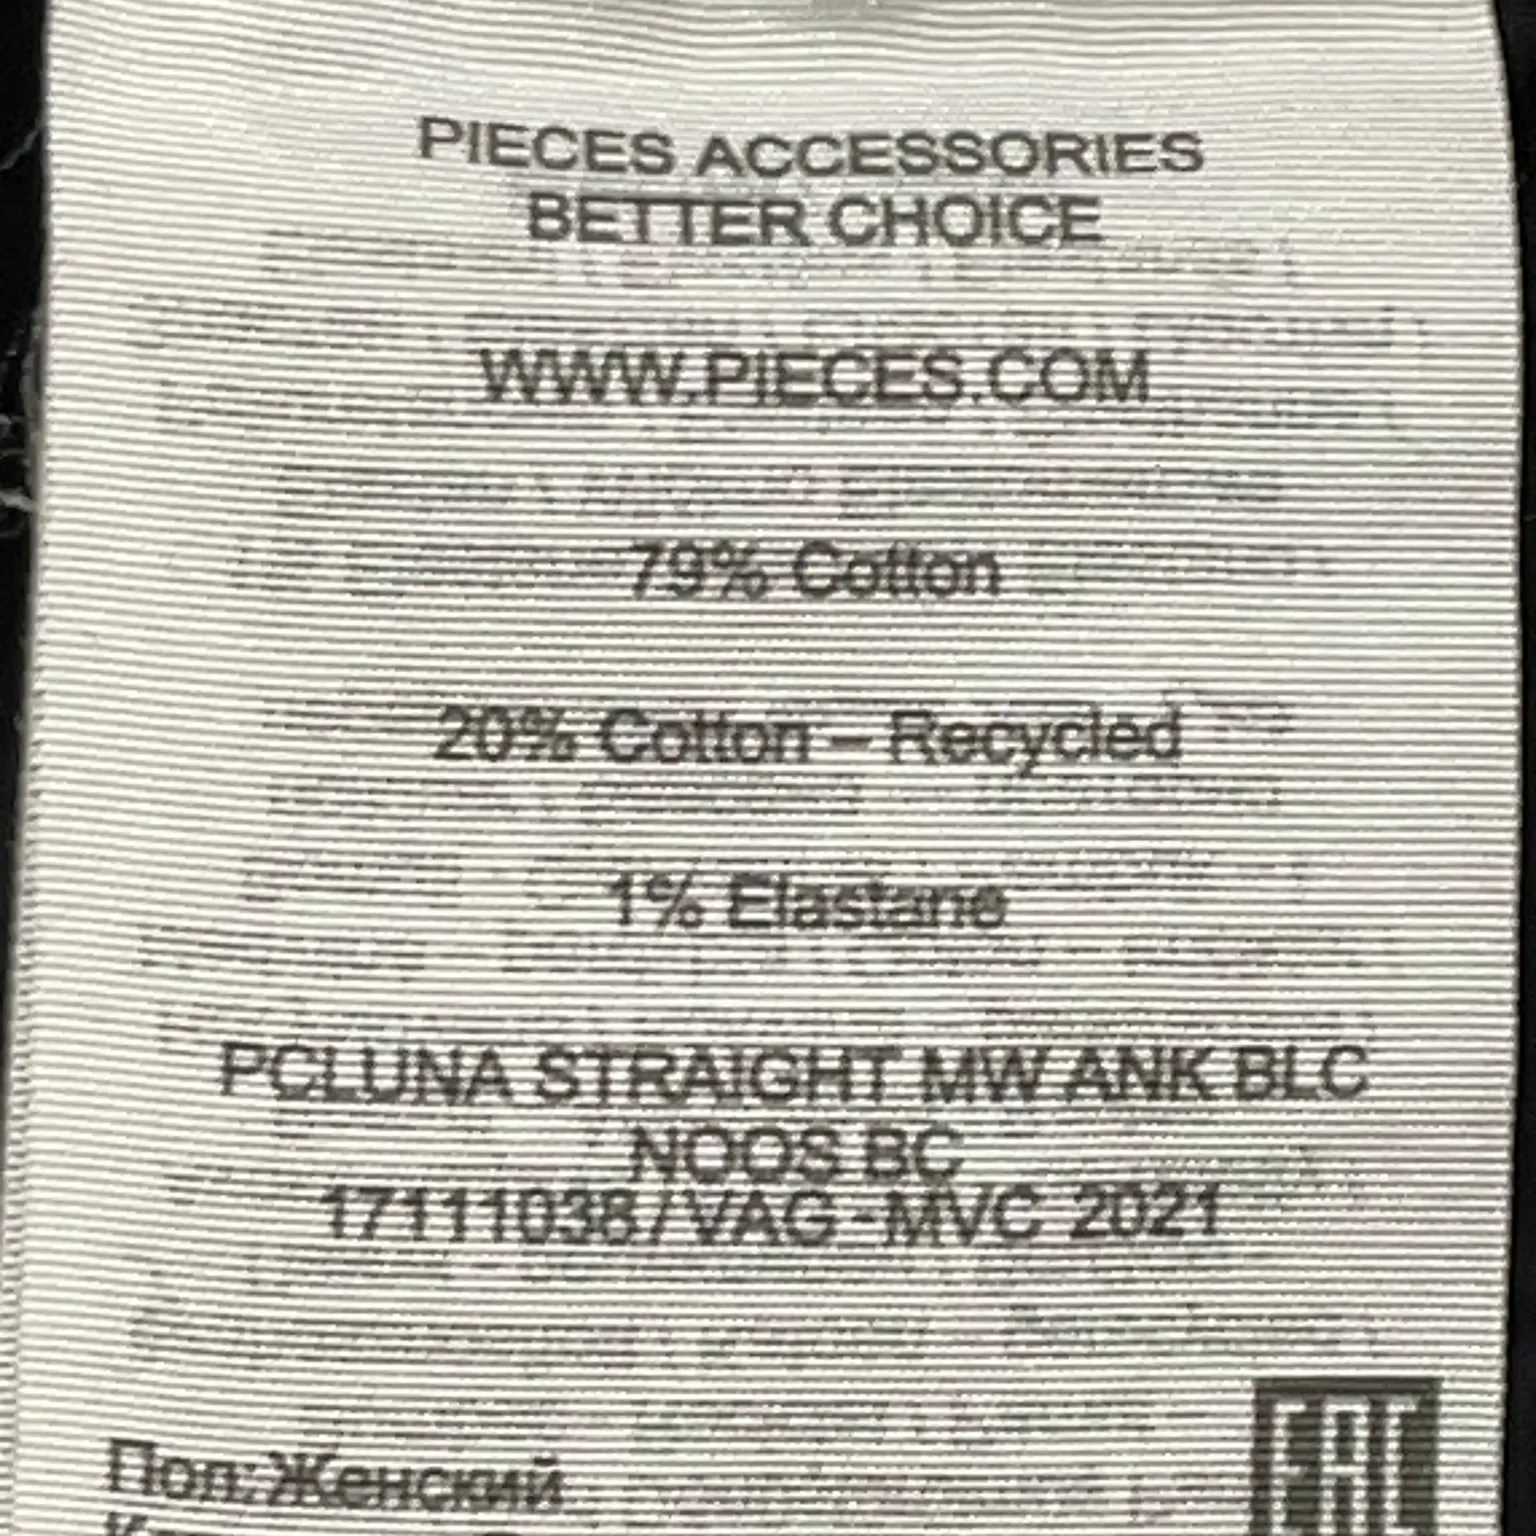 PIECES ACCESSORIES
BETTER CHOICE
WWW.PIECES.COM
79% Cotton
20% Cotton – Recycled
1% Elastane
PCLUNA STRAIGHT MW ANK BLC
NOOS BC
17111038/VAG-MVC 2021
EAC
Пол:Женский